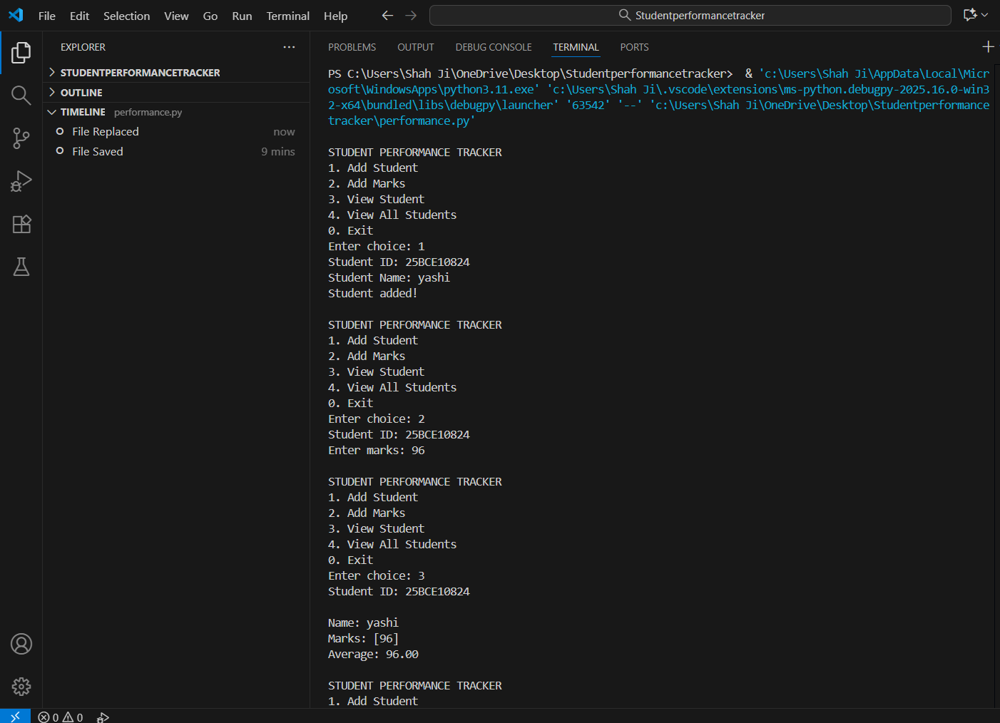 File Edit Selection View Go Run Terminal Help
Studentperformancetracker
EXPLORER
STUDENTPERFORMANCETRACKER
OUTLINE
TIMELINE performance.py
File Replaced now
File Saved 9 mins
PROBLEMS OUTPUT DEBUG CONSOLE TERMINAL PORTS
PS C:\Users\Shah Ji\OneDrive\Desktop\Studentperformancetracker>  & 'c:\Users\Shah Ji\AppData\Local\Micr
osoft\WindowsApps\python3.11.exe' 'c:\Users\Shah Ji\.vscode\extensions\ms-python.debugpy-2025.16.0-win3
2-x64\bundled\libs\debugpy\launcher' '63542' '--' 'c:\Users\Shah Ji\OneDrive\Desktop\Studentperformance
tracker\performance.py'
STUDENT PERFORMANCE TRACKER
1. Add Student
2. Add Marks
3. View Student
4. View All Students
0. Exit
Enter choice: 1
Student ID: 25BCE10824
Student Name: yashi
Student added!
STUDENT PERFORMANCE TRACKER
1. Add Student
2. Add Marks
3. View Student
4. View All Students
0. Exit
Enter choice: 2
Student ID: 25BCE10824
Enter marks: 96
STUDENT PERFORMANCE TRACKER
1. Add Student
2. Add Marks
3. View Student
4. View All Students
0. Exit
Enter choice: 3
Student ID: 25BCE10824
Name: yashi
Marks: [96]
Average: 96.00
STUDENT PERFORMANCE TRACKER
1. Add Student
0 0